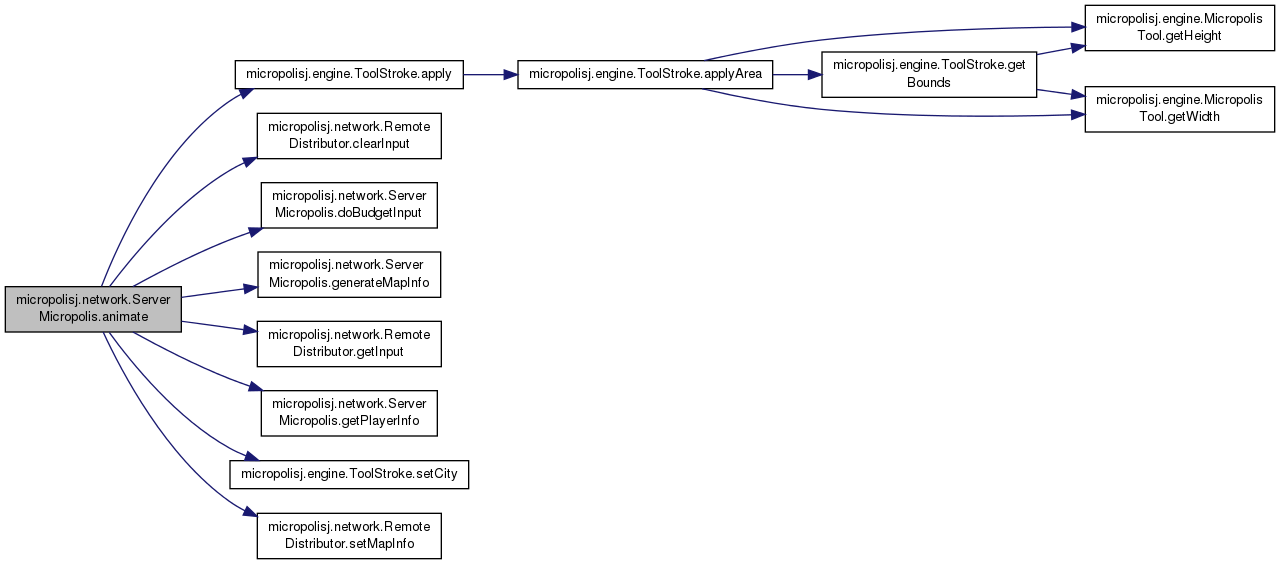 micropolisj.network.Server
Micropolis.animate
micropolisj.engine.ToolStroke.apply
micropolisj.network.Remote
Distributor.clearInput
micropolisj.network.Server
Micropolis.doBudgetInput
micropolisj.network.Server
Micropolis.generateMapInfo
micropolisj.network.Remote
Distributor.getInput
micropolisj.network.Server
Micropolis.getPlayerInfo
micropolisj.engine.ToolStroke.setCity
micropolisj.network.Remote
Distributor.setMapInfo
micropolisj.engine.ToolStroke.applyArea
micropolisj.engine.ToolStroke.get
Bounds
micropolisj.engine.Micropolis
Tool.getHeight
micropolisj.engine.Micropolis
Tool.getWidth